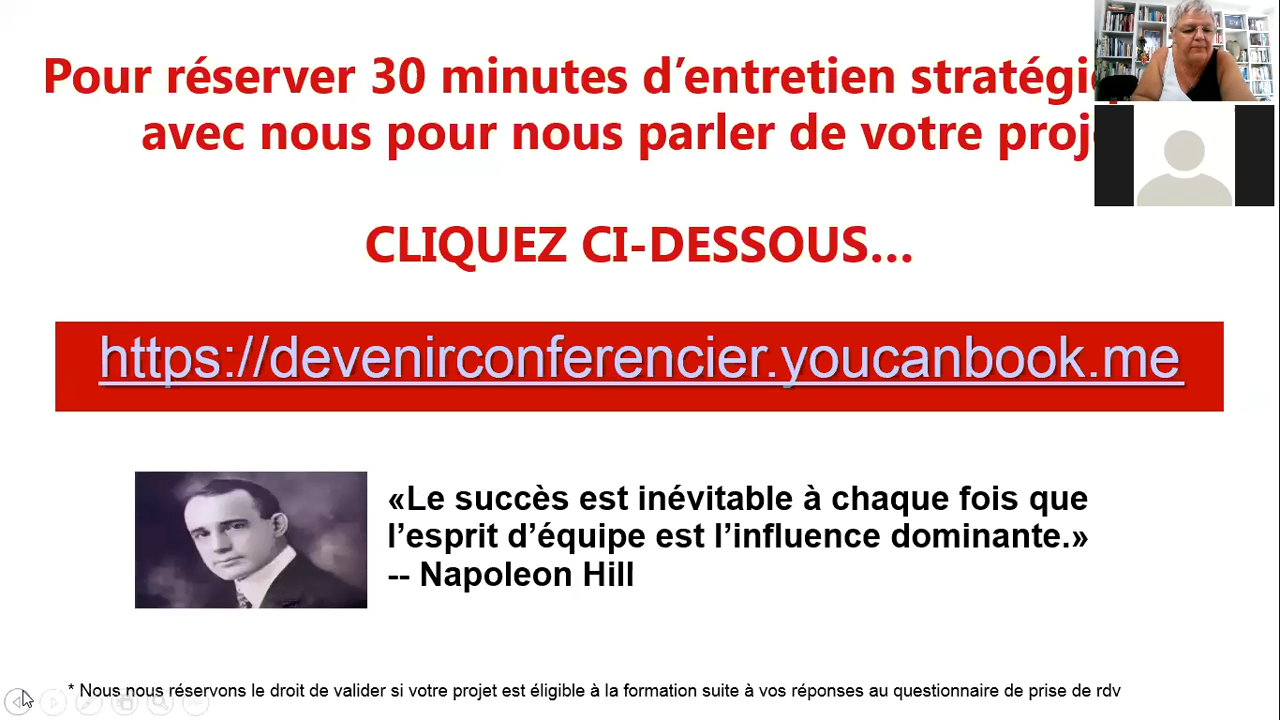 Pour réserver 30 minutes d’entretien
avec nous pour nous parler de votre
CLIQUEZ CI-DESSOUS...
https://devenirconferencier.youcanbook.me
«Le succès est inévitable à chaque fois que
l’esprit d’équipe est l’influence dominante.»
-- Napoleon Hill
* Nous nous réservons le droit de valider si votre projet est éligible à la formation suite à vos réponses au questionnaire de prise de rdv